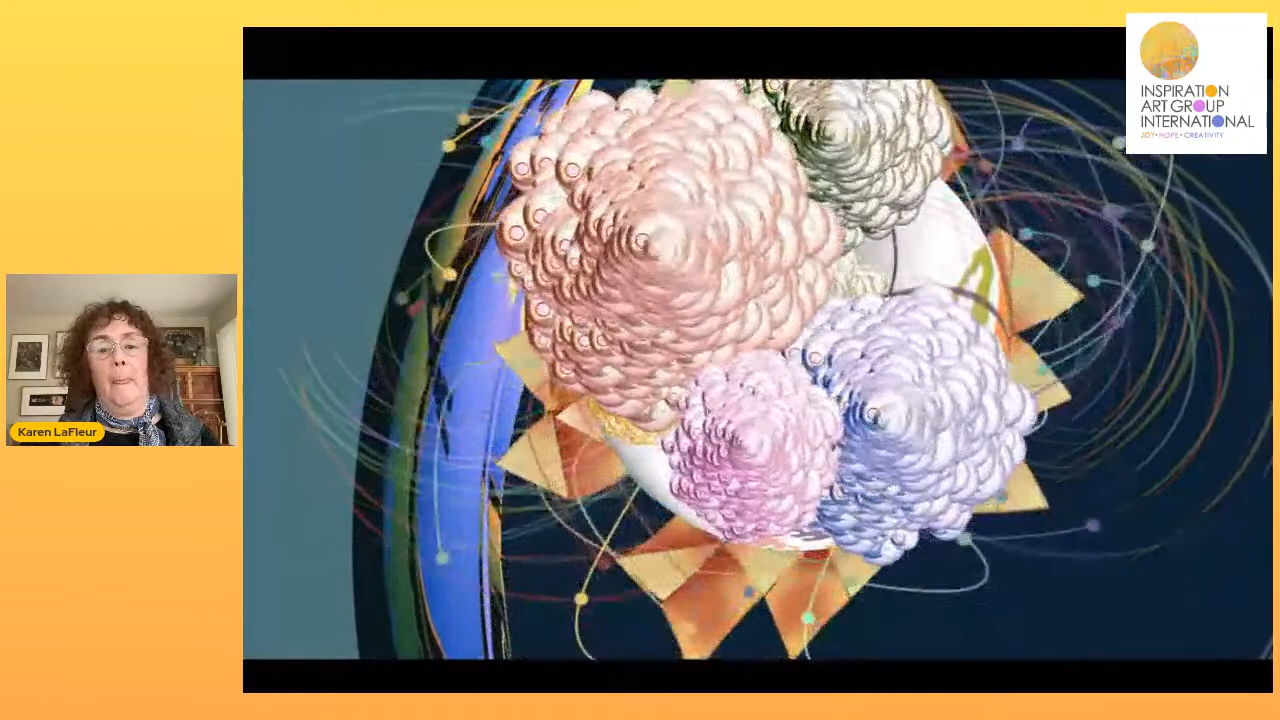 INSPIRATION
ART GROUP
INTERNATIONAL
JOY • HOPE • CREATIVITY
Karen LaFleur